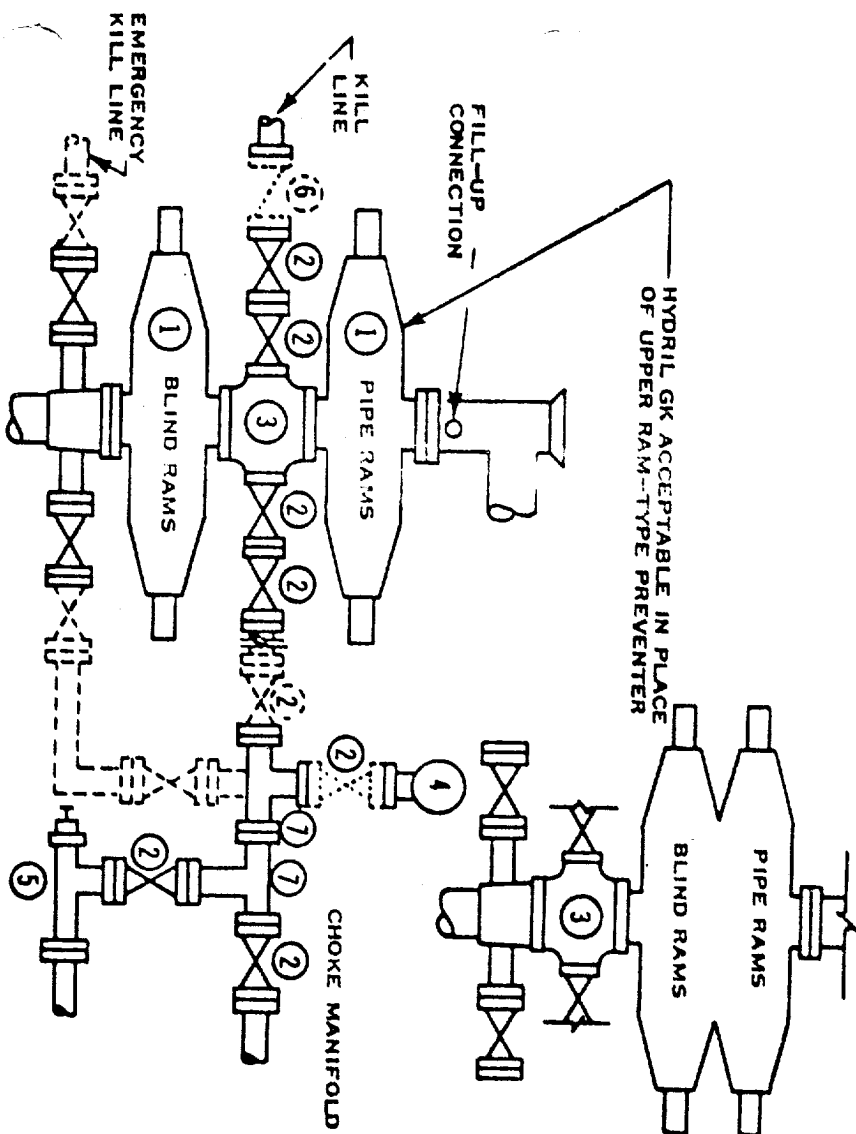 HYDRIL GK ACCEPTABLE IN PLACE
OF UPPER RAM--TYPE PREVENTER
PIPE RAMS
BLIND RAMS
3
FILL-UP
CONNECTION
KILL
LINE
1
PIPE RAMS
6
2
2
3
2
2
2
2
4
7
7
2
CHOKE MANIFOLD
1
BLIND RAMS
2
5
EMERGENCY
KILL LINE